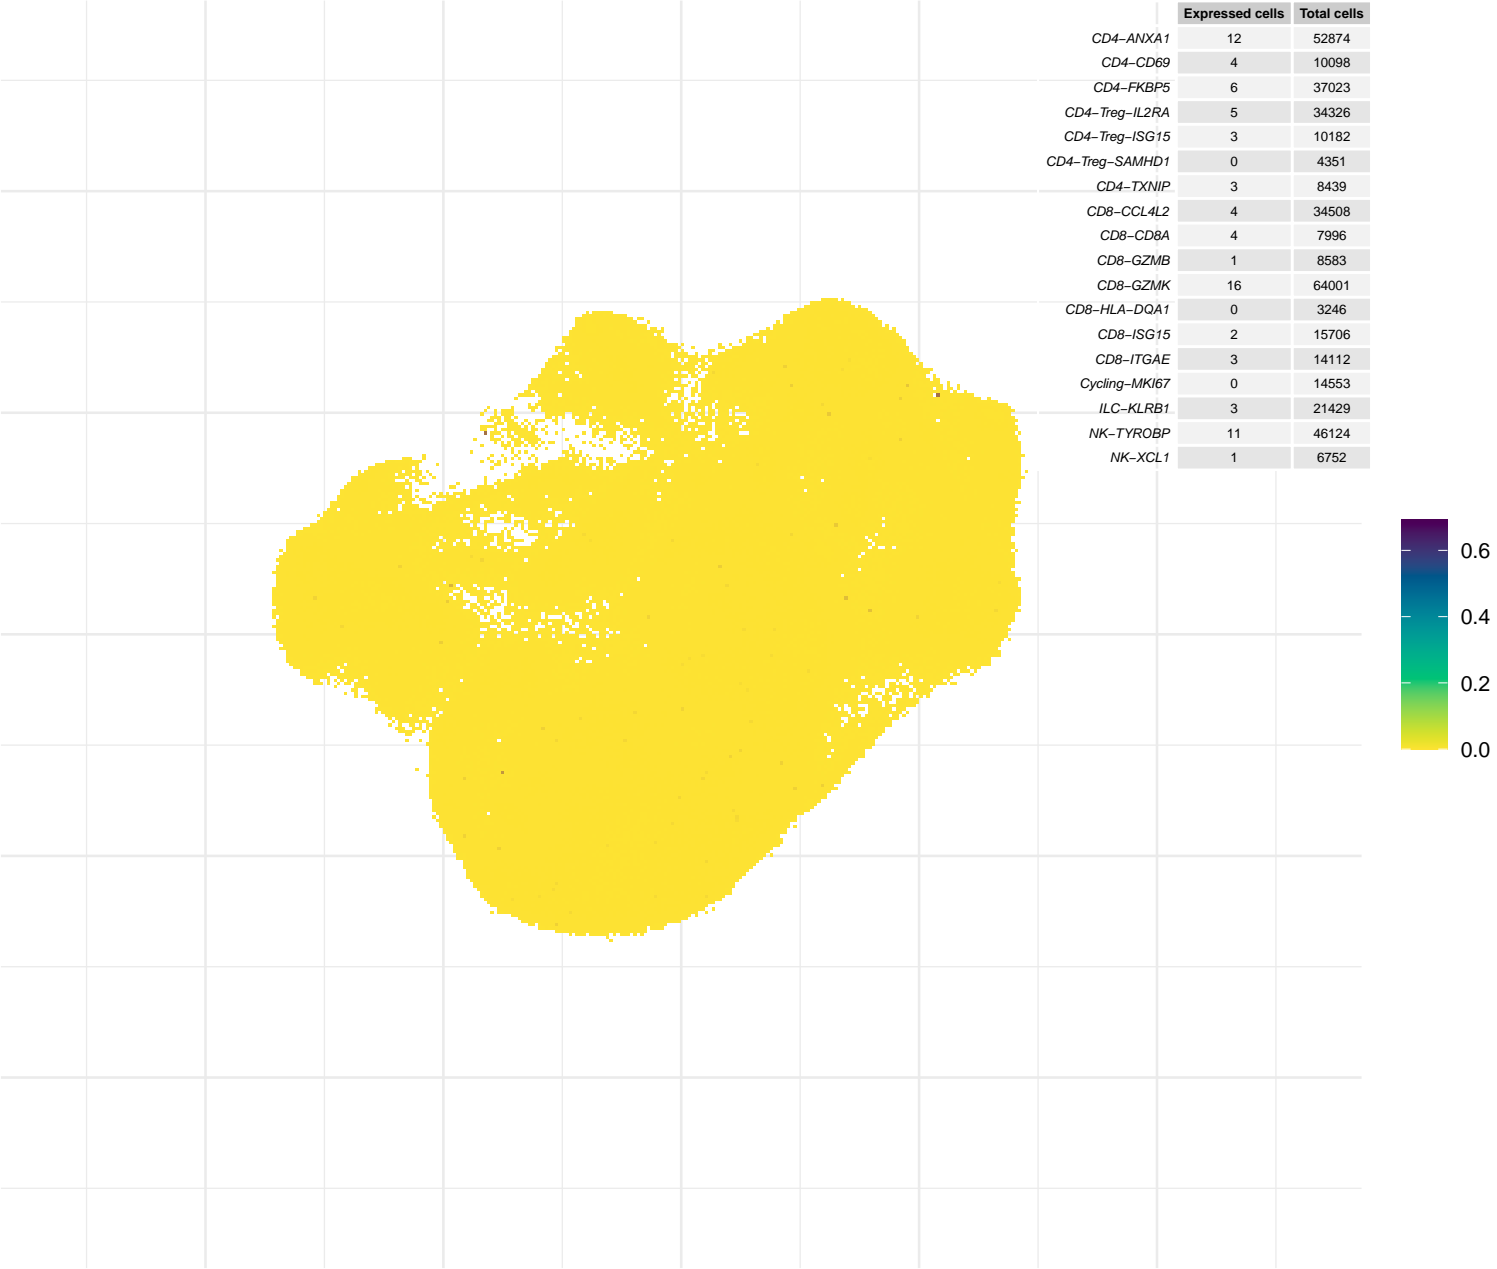 Expressed cells Total cells
CD4−ANXA1 12 52874
CD4−CD69 4 10098
CD4−FKBP5 6 37023
CD4−Treg−IL2RA 5 34326
CD4−Treg−ISG15 3 10182
CD4−Treg−SAMHD1 0 4351
CD4−TXNIP 3 8439
CD8−CCL4L2 4 34508
CD8−CD8A 4 7996
CD8−GZMB 1 8583
CD8−GZMK 16 64001
CD8−HLA−DQA1 0 3246
CD8−ISG15 2 15706
CD8−ITGAE 3 14112
Cycling−MKI67 0 14553
ILC−KLRB1 3 21429
NK−TYROBP 11 46124
NK−XCL1 1 6752
0.6
0.4
0.2
0.0